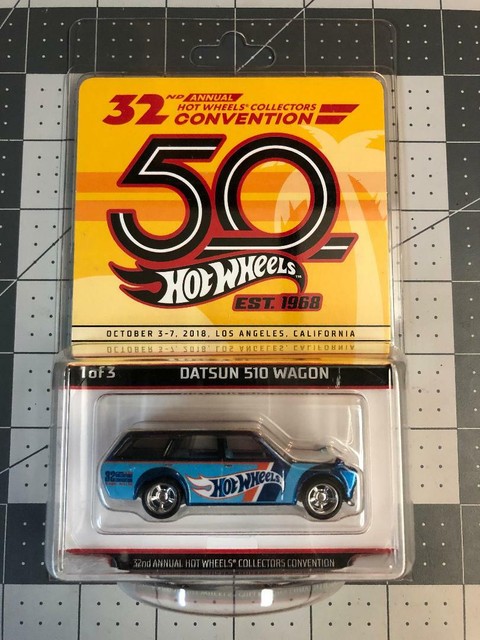 32ND ANNUAL
HOT WHEELS® COLLECTORS
CONVENTION
50
HOT WHEELS™
EST. 1968
OCTOBER 3-7, 2018, LOS ANGELES, CALIFORNIA
1 of 3
DATSUN 510 WAGON
HOT WHEELS
32nd ANNUAL HOT WHEELS® COLLECTORS CONVENTION